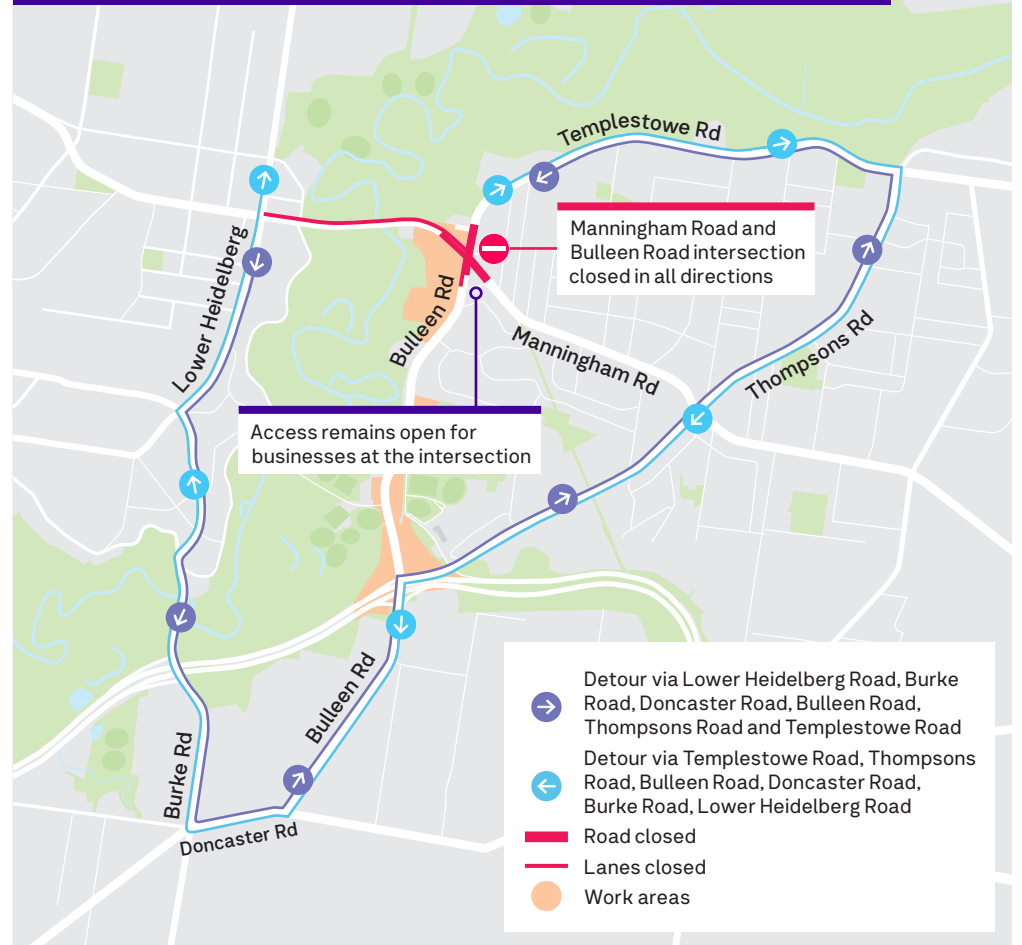 Templestowe Rd
Manningham Road and
Bulleen Road intersection
closed in all directions
Lower Heidelberg
Bulleen Rd
Manningham Rd
Thompsons Rd
Access remains open for
businesses at the intersection
Bulleen Rd
Burke Rd
Doncaster Rd
Detour via Lower Heidelberg Road, Burke
Road, Doncaster Road, Bulleen Road,
Thompsons Road and Templestowe Road
Detour via Templestowe Road, Thompsons
Road, Bulleen Road, Doncaster Road,
Burke Road, Lower Heidelberg Road
Road closed
Lanes closed
Work areas